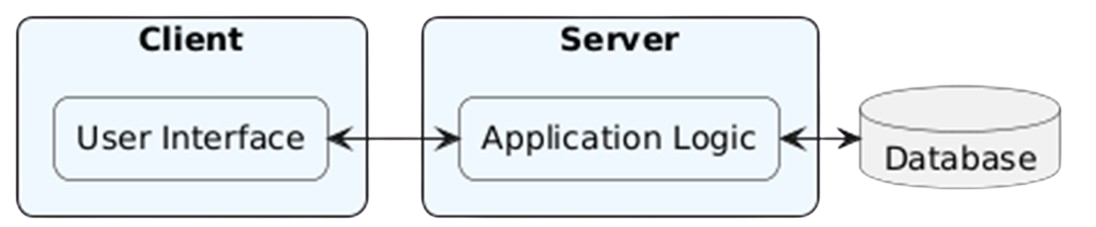 Client
User Interface
Server
Application Logic
Database